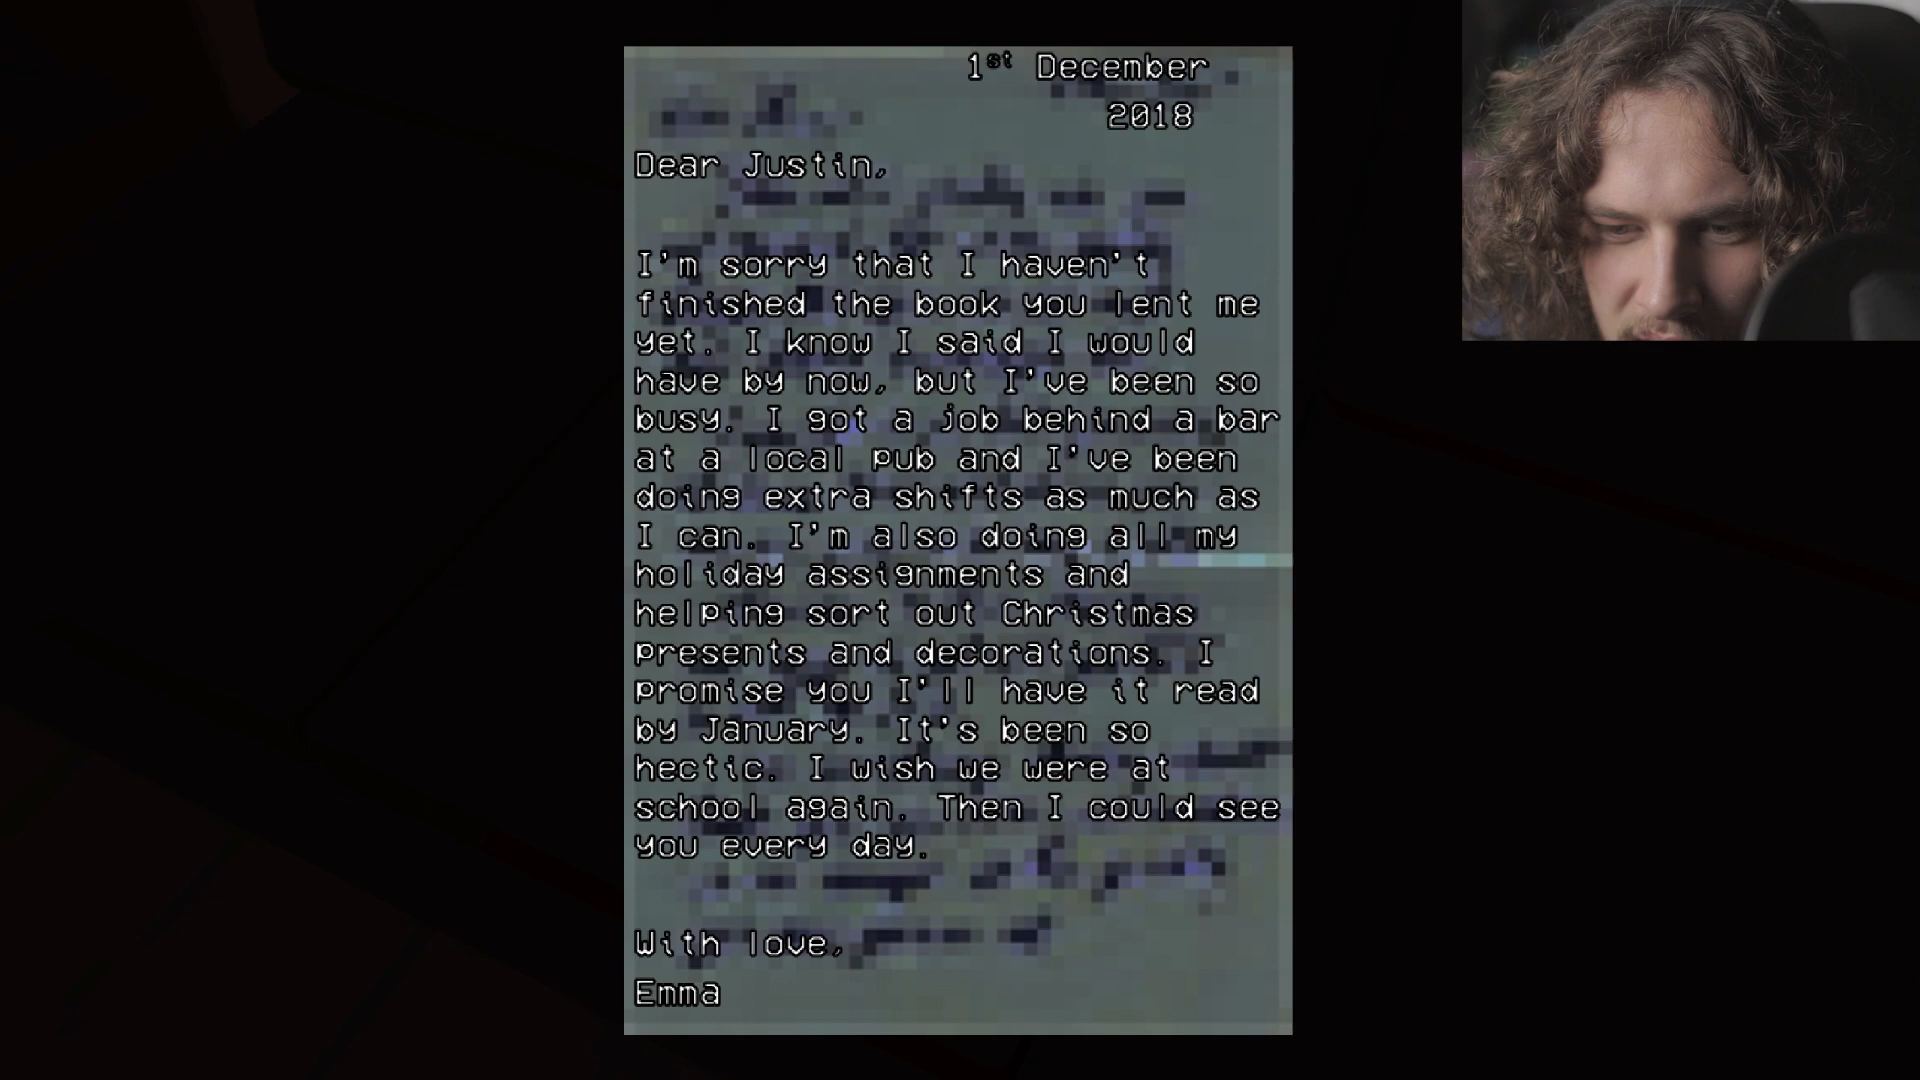 1st December
2018
Dear Justin,
I'm sorry that I haven't
finished the book you lent me
yet. I know I said I would
have by now, but I've been so
busy. I got a job behind a bar
at a local pub and I've been
doing extra shifts as much as
I can. I'm also doing all my
holiday assignments and
helping sort out Christmas
presents and decorations. I
promise you I'll have it read
by January. It's been so
hectic. I wish we were at
school again. Then I could see
you every day.
With love,
Emma